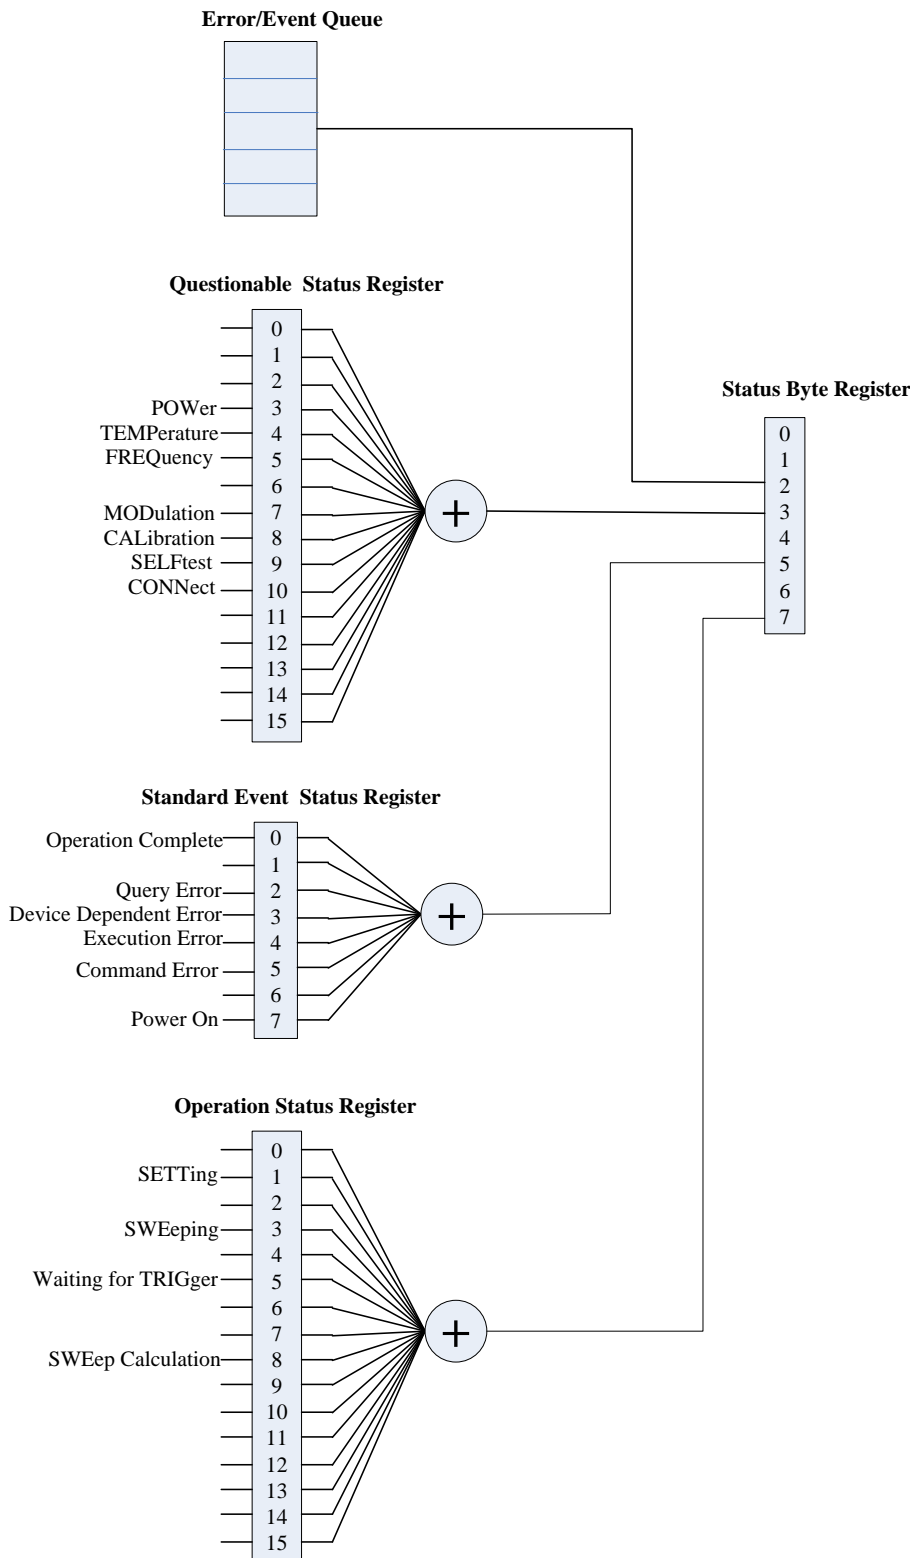 Error/Event Queue
Questionable Status Register
0
1
2
POWer 3
TEMPerature 4
FREQuency 5
6
MODulation 7
CALibration 8
SELFtest 9
CONNect 10
11
12
13
14
15
+
Status Byte Register
0
1
2
3
4
5
6
7
Standard Event Status Register
Operation Complete 0
1
Query Error 2
Device Dependent Error 3
Execution Error 4
Command Error 5
6
Power On 7
+
Operation Status Register
0
SETTing 1
2
SWEeping 3
4
Waiting for TRIGger 5
6
7
SWEep Calculation 8
9
10
11
12
13
14
15
+